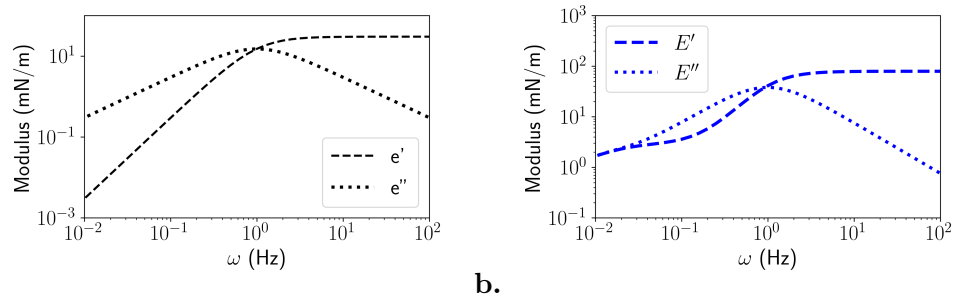 Modulus (mN/m)
10^1
10^-1
10^-3
e'
e''
10^-2 10^-1 10^0 10^1 10^2
ω (Hz)
Modulus (mN/m)
10^3
10^2
10^1
10^0
10^-1
E′
E′′
10^-2 10^-1 10^0 10^1 10^2
ω (Hz)
b.